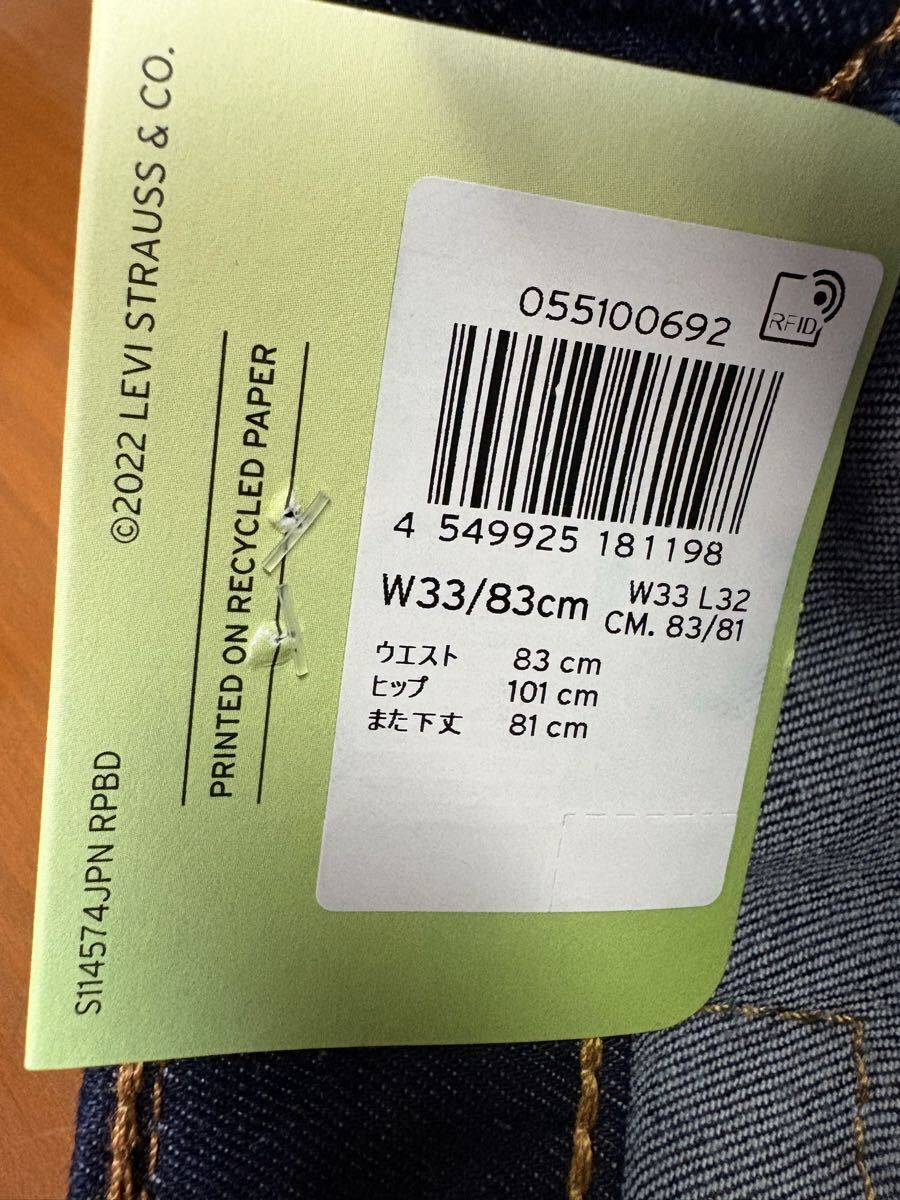 ©2022 LEVI STRAUSS & CO.
PRINTED ON RECYCLED PAPER
S114574JPN RPBD
055100692
RFID
4 549925 181198
W33/83cm
W33 L32
CM. 83/81
ウエスト 83 cm
ヒップ 101 cm
また下丈 81 cm